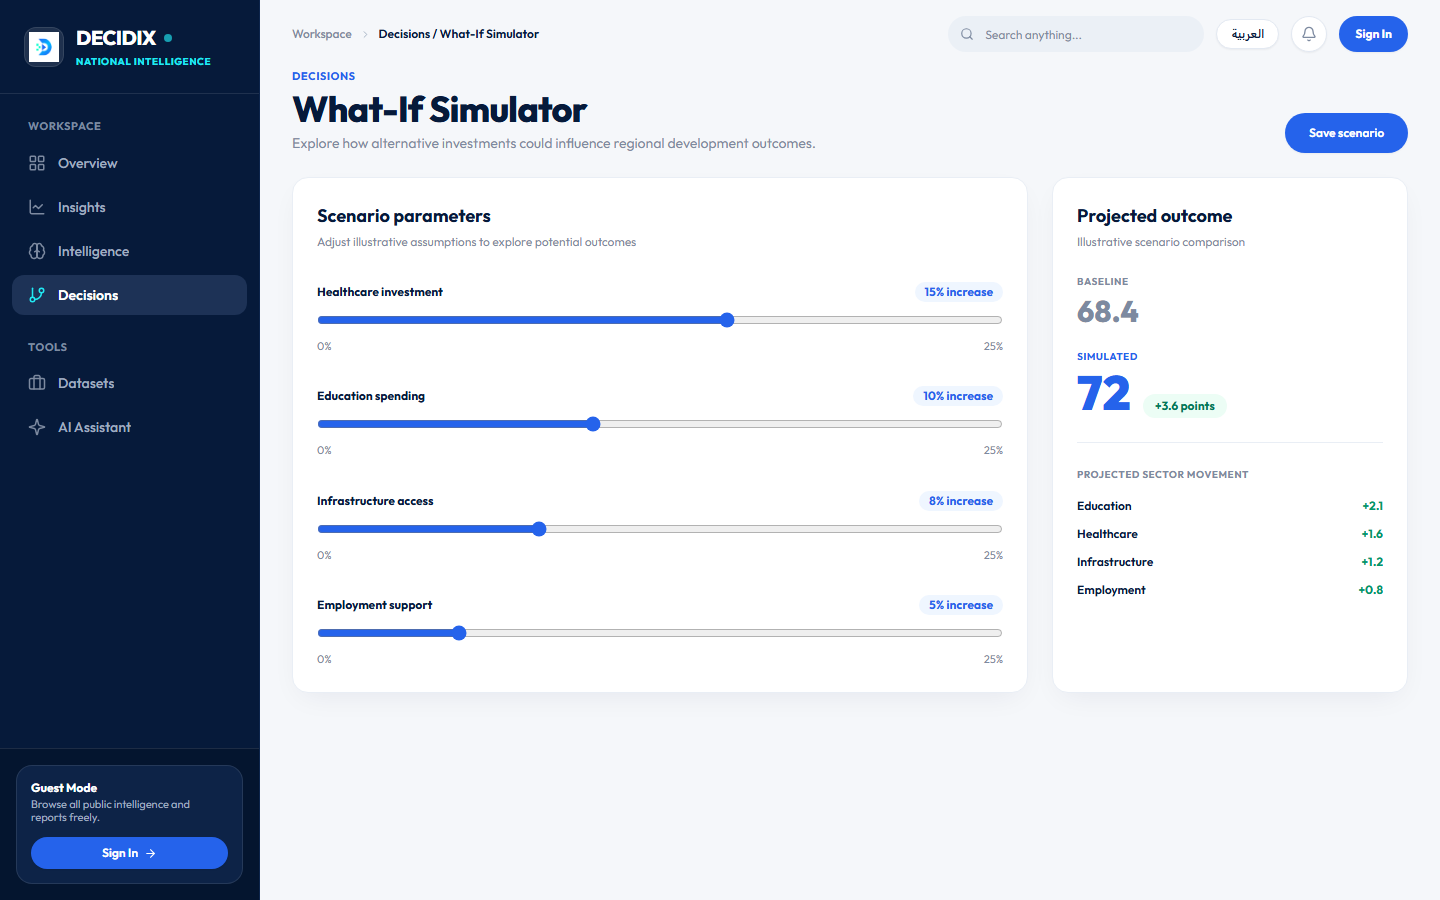 DECIDIX
NATIONAL INTELLIGENCE
WORKSPACE
Overview
Insights
Intelligence
Decisions
TOOLS
Datasets
AI Assistant
Guest Mode
Browse all public intelligence and
reports freely.
Sign In →
Workspace > Decisions / What-If Simulator
Search anything...
العربية
Sign In
DECISIONS
What-If Simulator
Explore how alternative investments could influence regional development outcomes.
Save scenario
Scenario parameters
Adjust illustrative assumptions to explore potential outcomes
Healthcare investment
15% increase
0%
25%
Education spending
10% increase
0%
25%
Infrastructure access
8% increase
0%
25%
Employment support
5% increase
0%
25%
Projected outcome
Illustrative scenario comparison
BASELINE
68.4
SIMULATED
72
+3.6 points
PROJECTED SECTOR MOVEMENT
Education +2.1
Healthcare +1.6
Infrastructure +1.2
Employment +0.8